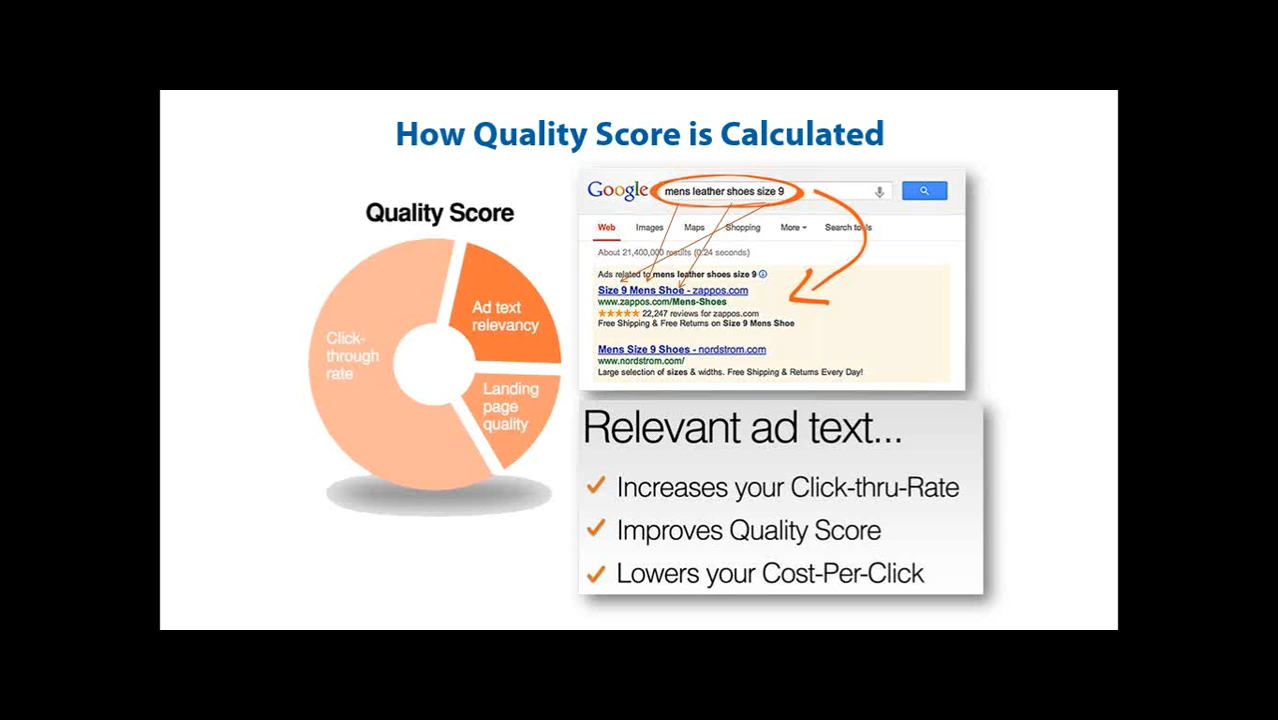 How Quality Score is Calculated
Quality Score
Click-
through
rate
Ad text
relevancy
Landing
page
quality
Google mens leather shoes size 9
Web Images Maps Shopping More Search tools
About 21,400,000 results (0.24 seconds)
Ads related to mens leather shoes size 9
Size 9 Mens Shoe - zappos.com
www.zappos.com/Mens-Shoes
22,247 reviews for zappos.com
Free Shipping & Free Returns on Size 9 Mens Shoe
Mens Size 9 Shoes - nordstrom.com
www.nordstrom.com/
Large selection of sizes & widths. Free Shipping & Returns Every Day!
Relevant ad text...
Increases your Click-thru-Rate
Improves Quality Score
Lowers your Cost-Per-Click